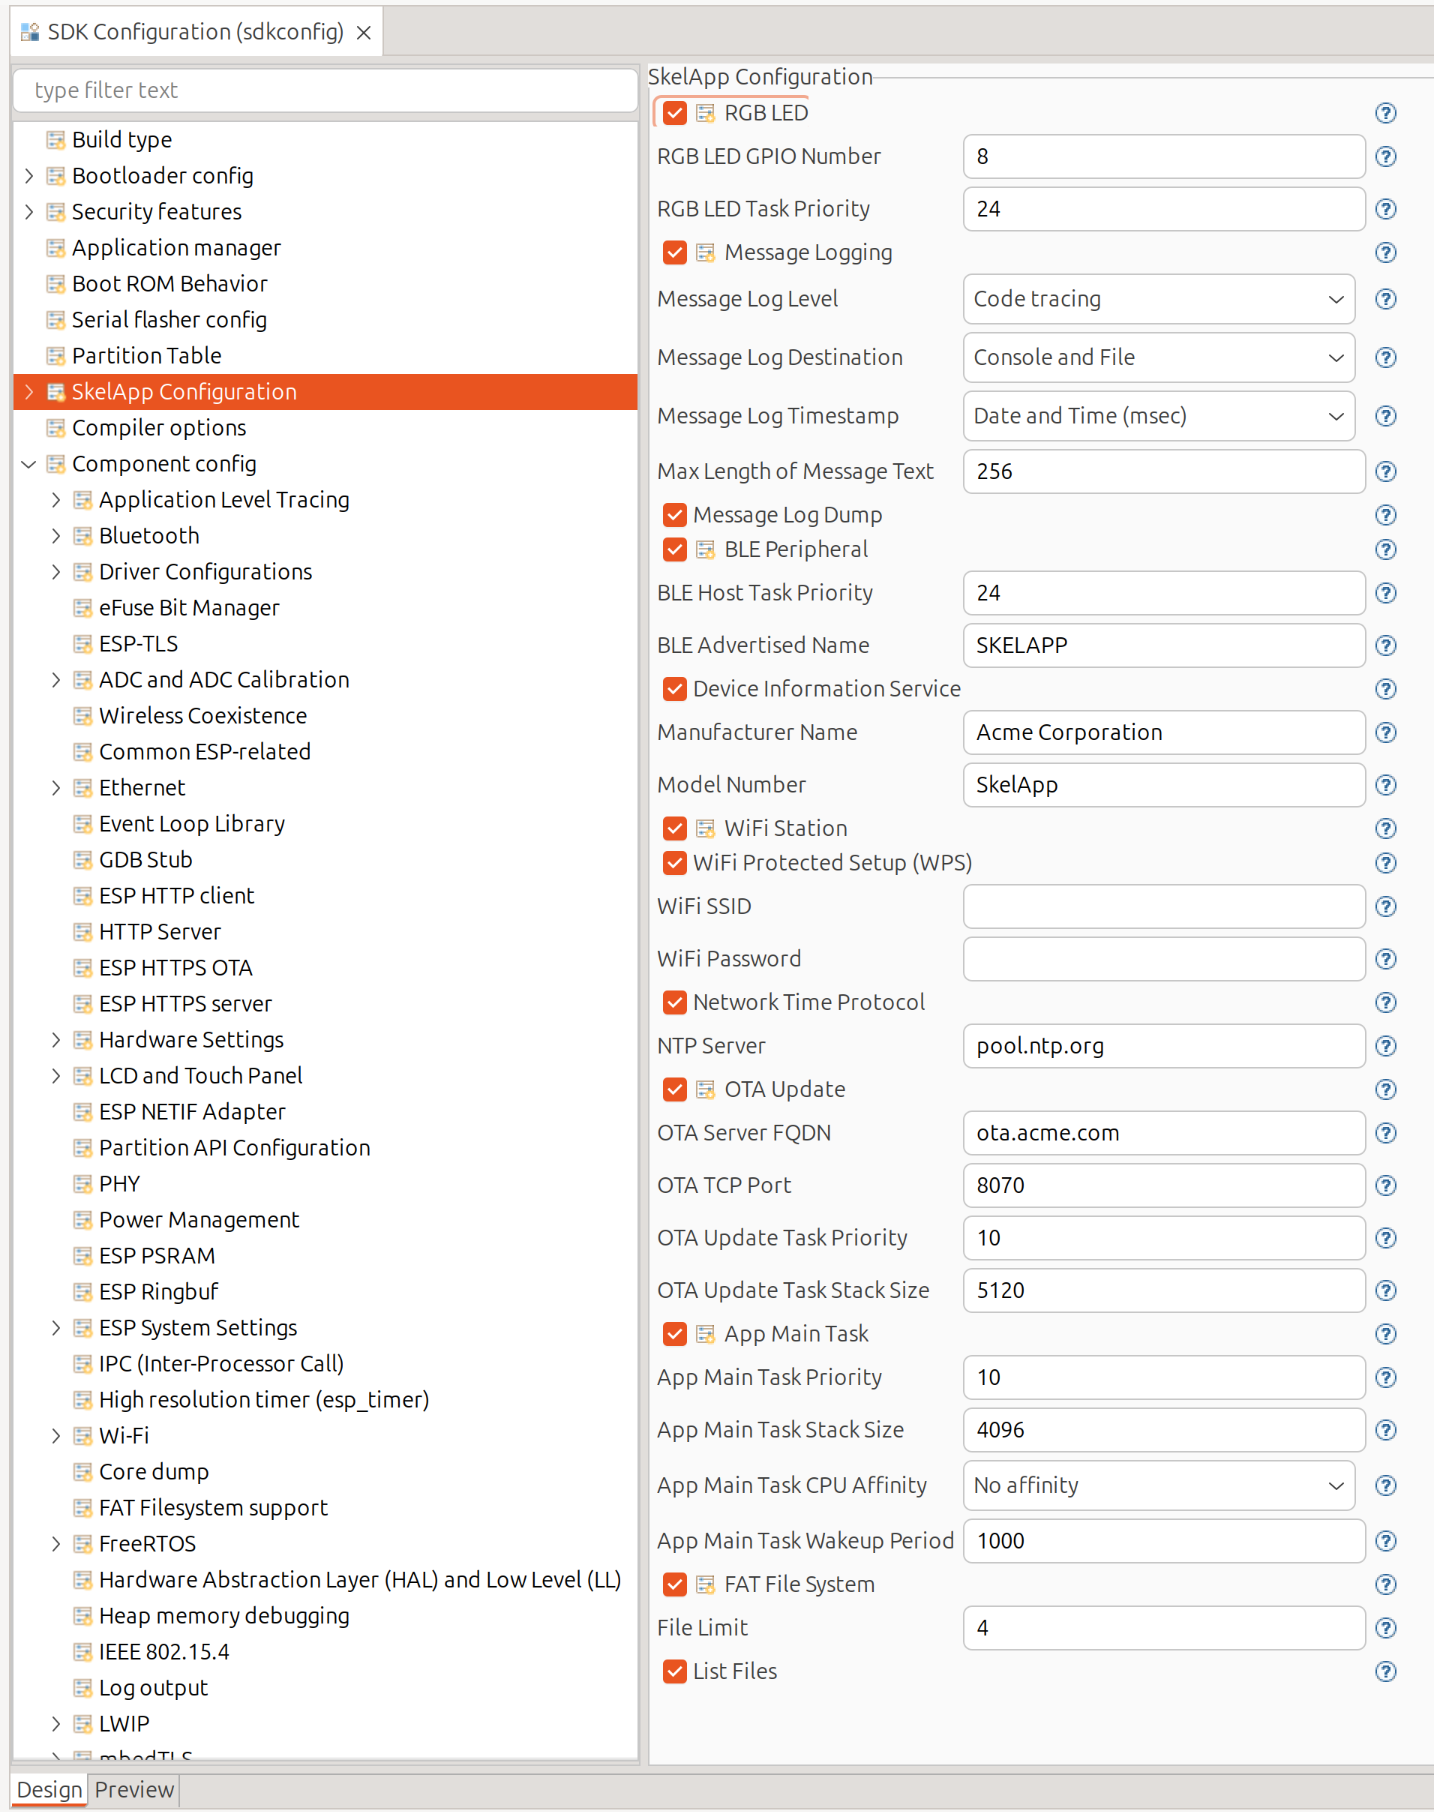 SDK Configuration (sdkconfig)
type filter text
Build type
Bootloader config
Security features
Application manager
Boot ROM Behavior
Serial flasher config
Partition Table
SkelApp Configuration
Compiler options
Component config
Application Level Tracing
Bluetooth
Driver Configurations
eFuse Bit Manager
ESP-TLS
ADC and ADC Calibration
Wireless Coexistence
Common ESP-related
Ethernet
Event Loop Library
GDB Stub
ESP HTTP client
HTTP Server
ESP HTTPS OTA
ESP HTTPS server
Hardware Settings
LCD and Touch Panel
ESP NETIF Adapter
Partition API Configuration
PHY
Power Management
ESP PSRAM
ESP Ringbuf
ESP System Settings
IPC (Inter-Processor Call)
High resolution timer (esp_timer)
Wi-Fi
Core dump
FAT Filesystem support
FreeRTOS
Hardware Abstraction Layer (HAL) and Low Level (LL)
Heap memory debugging
IEEE 802.15.4
Log output
LWIP
mbedTLS
SkelApp Configuration
RGB LED
RGB LED GPIO Number 8
RGB LED Task Priority 24
Message Logging
Message Log Level Code tracing
Message Log Destination Console and File
Message Log Timestamp Date and Time (msec)
Max Length of Message Text 256
Message Log Dump
BLE Peripheral
BLE Host Task Priority 24
BLE Advertised Name SKELAPP
Device Information Service
Manufacturer Name Acme Corporation
Model Number SkelApp
WiFi Station
WiFi Protected Setup (WPS)
WiFi SSID
WiFi Password
Network Time Protocol
NTP Server pool.ntp.org
OTA Update
OTA Server FQDN ota.acme.com
OTA TCP Port 8070
OTA Update Task Priority 10
OTA Update Task Stack Size 5120
App Main Task
App Main Task Priority 10
App Main Task Stack Size 4096
App Main Task CPU Affinity No affinity
App Main Task Wakeup Period 1000
FAT File System
File Limit 4
List Files
Design Preview